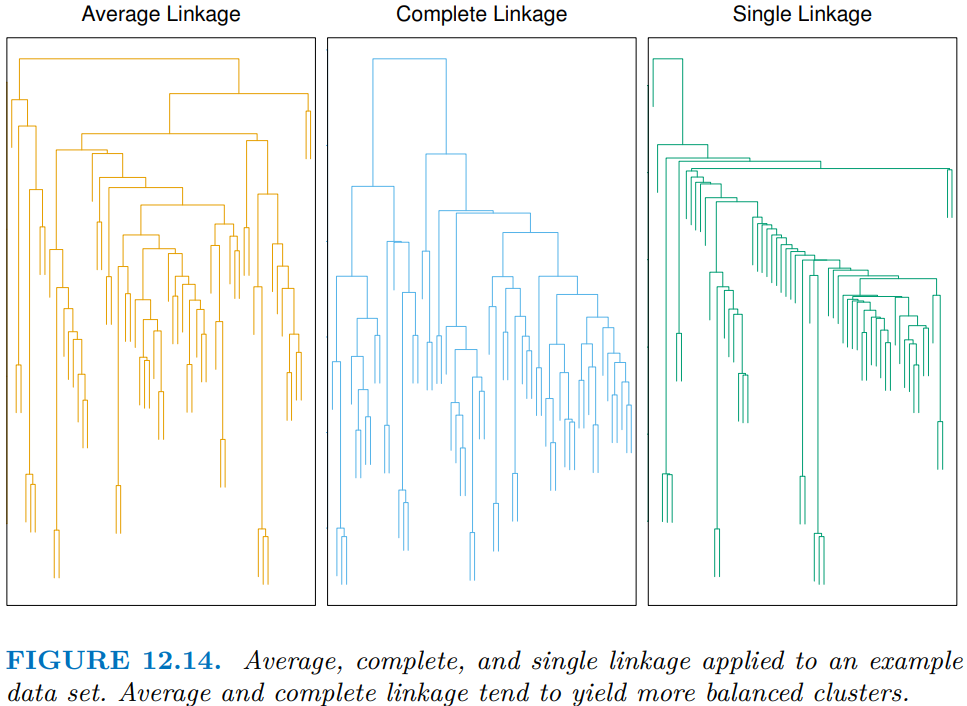 Average Linkage
Complete Linkage
Single Linkage
FIGURE 12.14. Average, complete, and single linkage applied to an example
data set. Average and complete linkage tend to yield more balanced clusters.